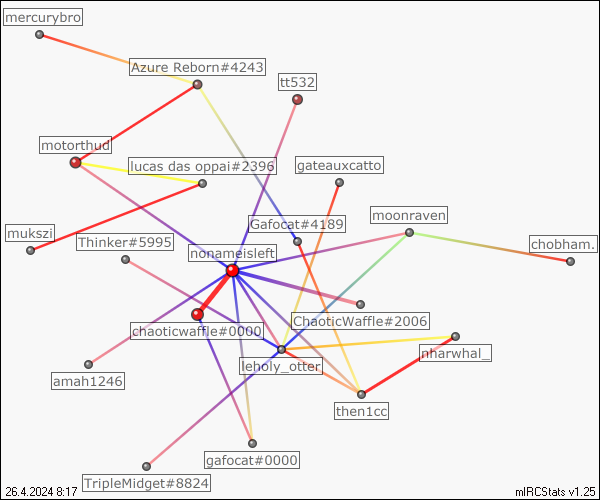 mercurybro
Azure Reborn#4243
tt532
motorthud
lucas das oppai#2396
gateauxcatto
moonraven
Gafocat#4189
mukszi
Thinker#5995
chobham.
nonameisleft
ChaoticWaffle#2006
chaoticwaffle#0000
nharwhal_
leholy_otter
amah1246
then1cc
gafocat#0000
TripleMidget#8824
26.4.2024 8:17
mIRCStats v1.25